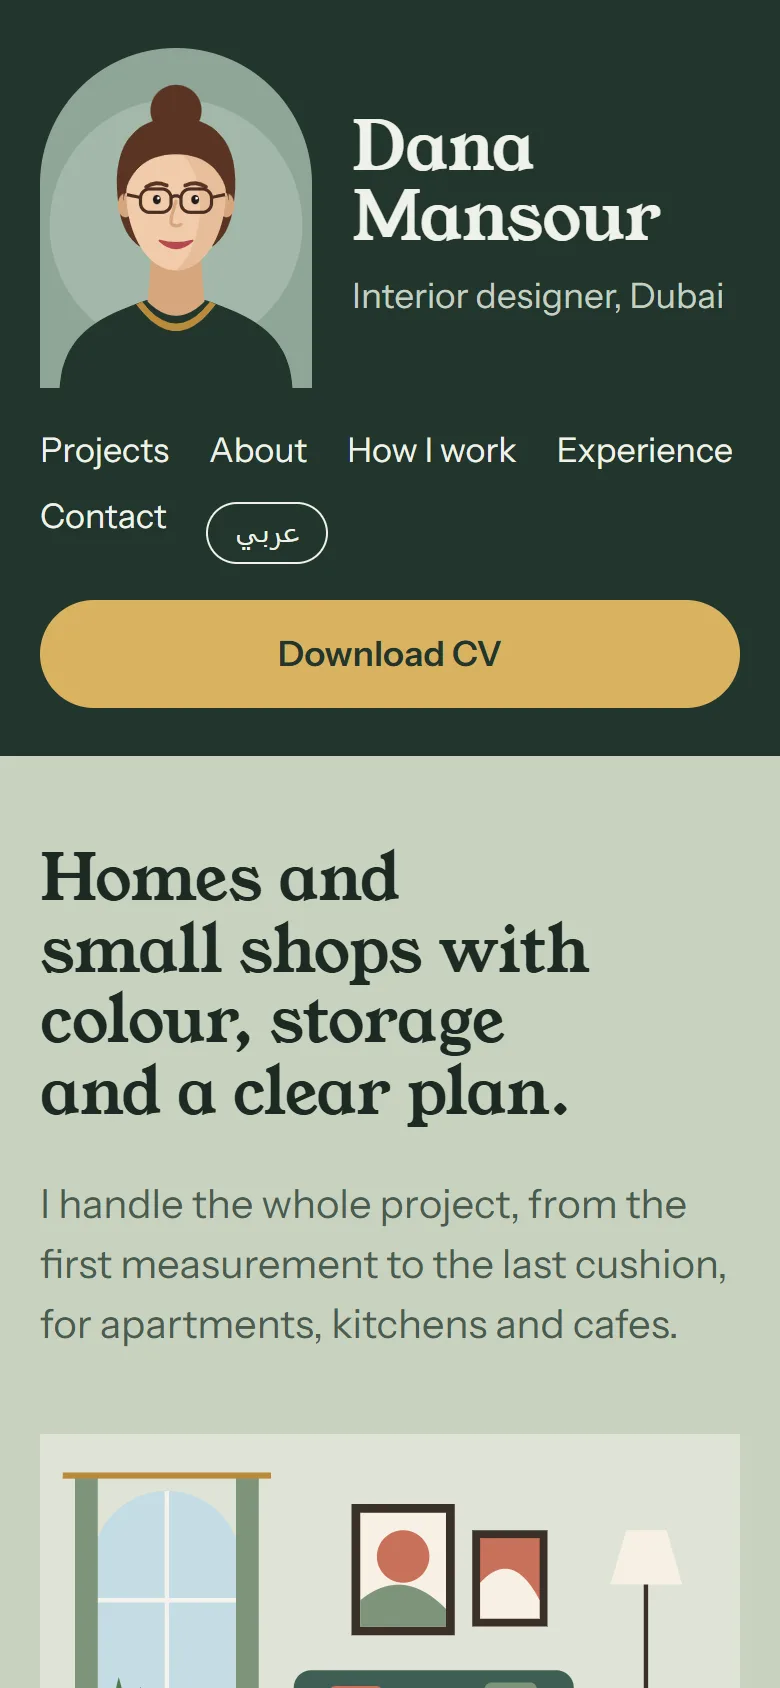 Dana
Mansour
Interior designer, Dubai
Projects About How I work Experience
Contact عربي
Download CV
Homes and
small shops with
colour, storage
and a clear plan.
I handle the whole project, from the
first measurement to the last cushion,
for apartments, kitchens and cafes.